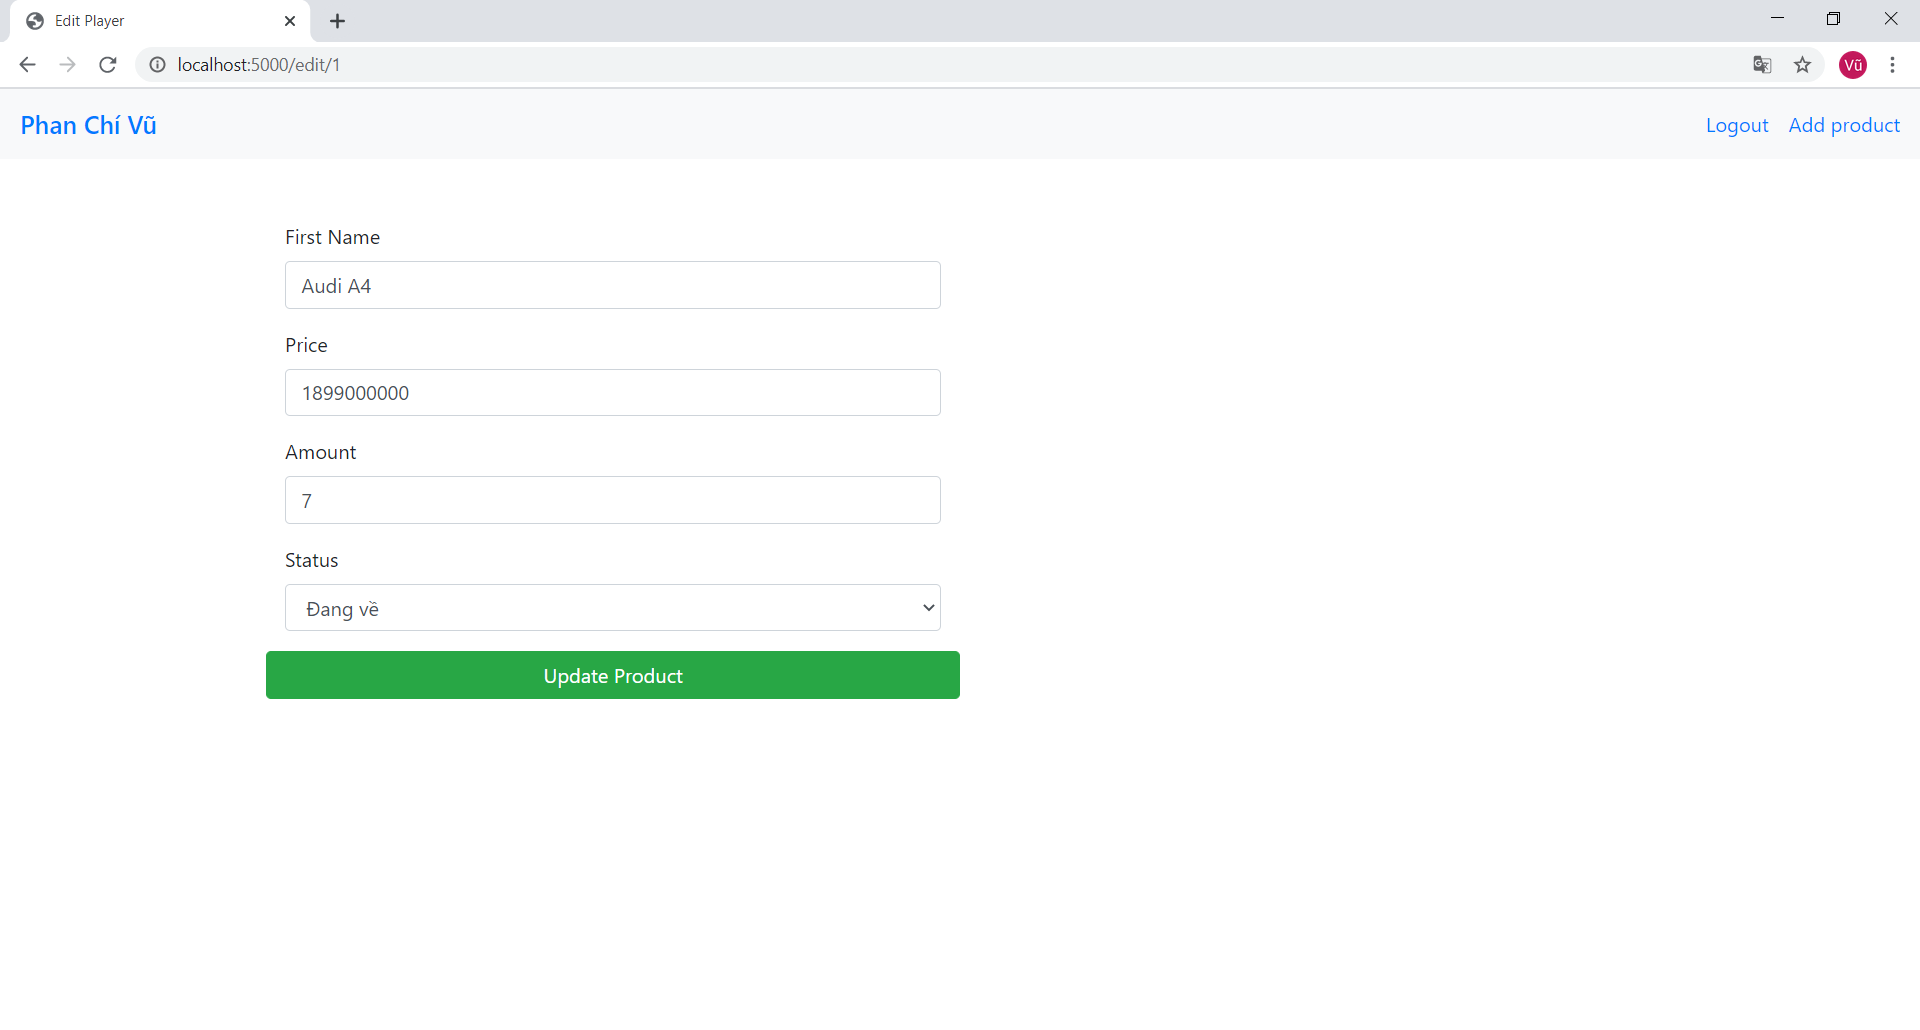 Edit Player
localhost:5000/edit/1
Vũ
Phan Chí Vũ
Logout Add product
First Name
Audi A4
Price
1899000000
Amount
7
Status
Đang về
Update Product